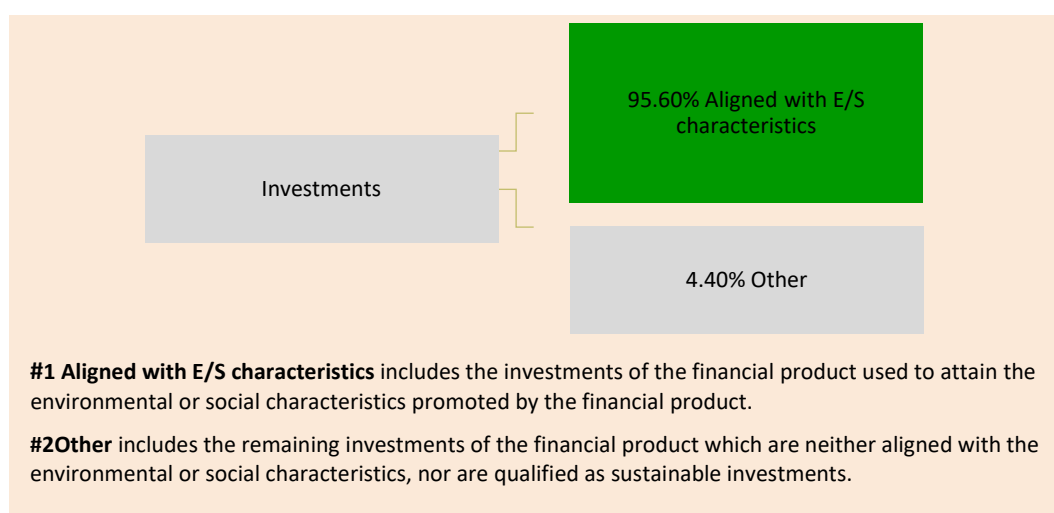 95.60% Aligned with E/S
characteristics
Investments
4.40% Other
#1 Aligned with E/S characteristics includes the investments of the financial product used to attain the
environmental or social characteristics promoted by the financial product.
#2Other includes the remaining investments of the financial product which are neither aligned with the
environmental or social characteristics, nor are qualified as sustainable investments.